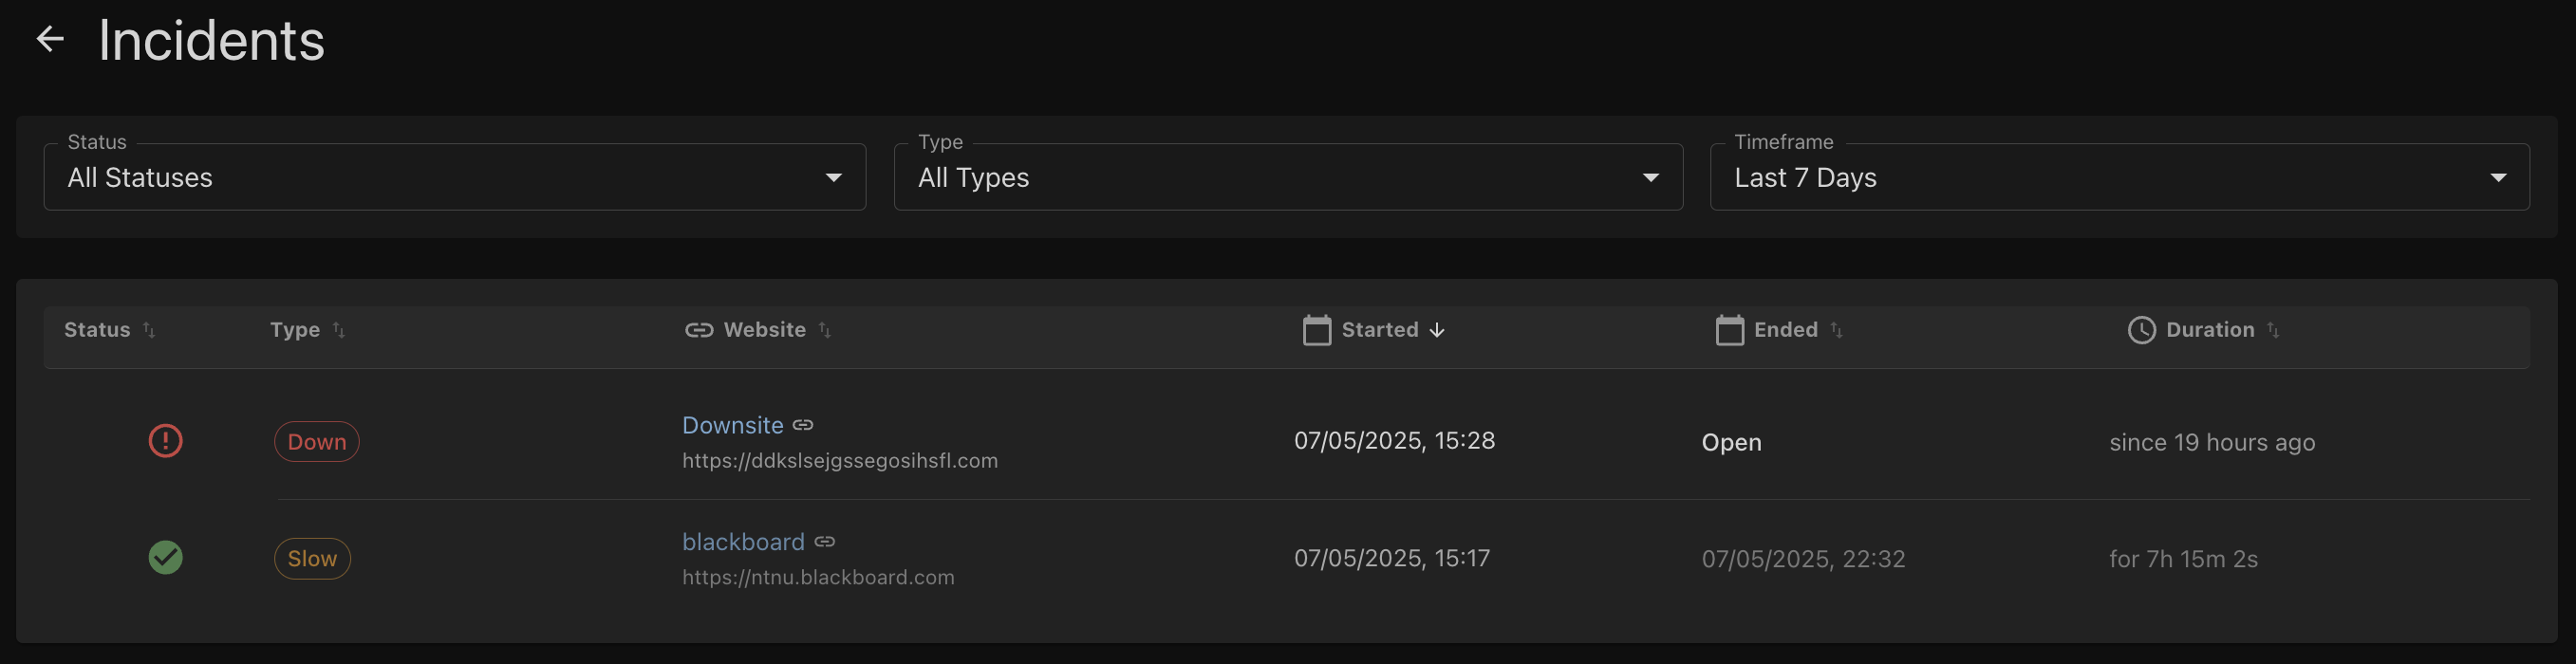 Incidents
Status
All Statuses
Type
All Types
Timeframe
Last 7 Days
Status Type Website Started Ended Duration
Down
Downsite
https://ddkslsejgssegosihsfl.com
07/05/2025, 15:28
Open
since 19 hours ago
Slow
blackboard
https://ntnu.blackboard.com
07/05/2025, 15:17
07/05/2025, 22:32
for 7h 15m 2s